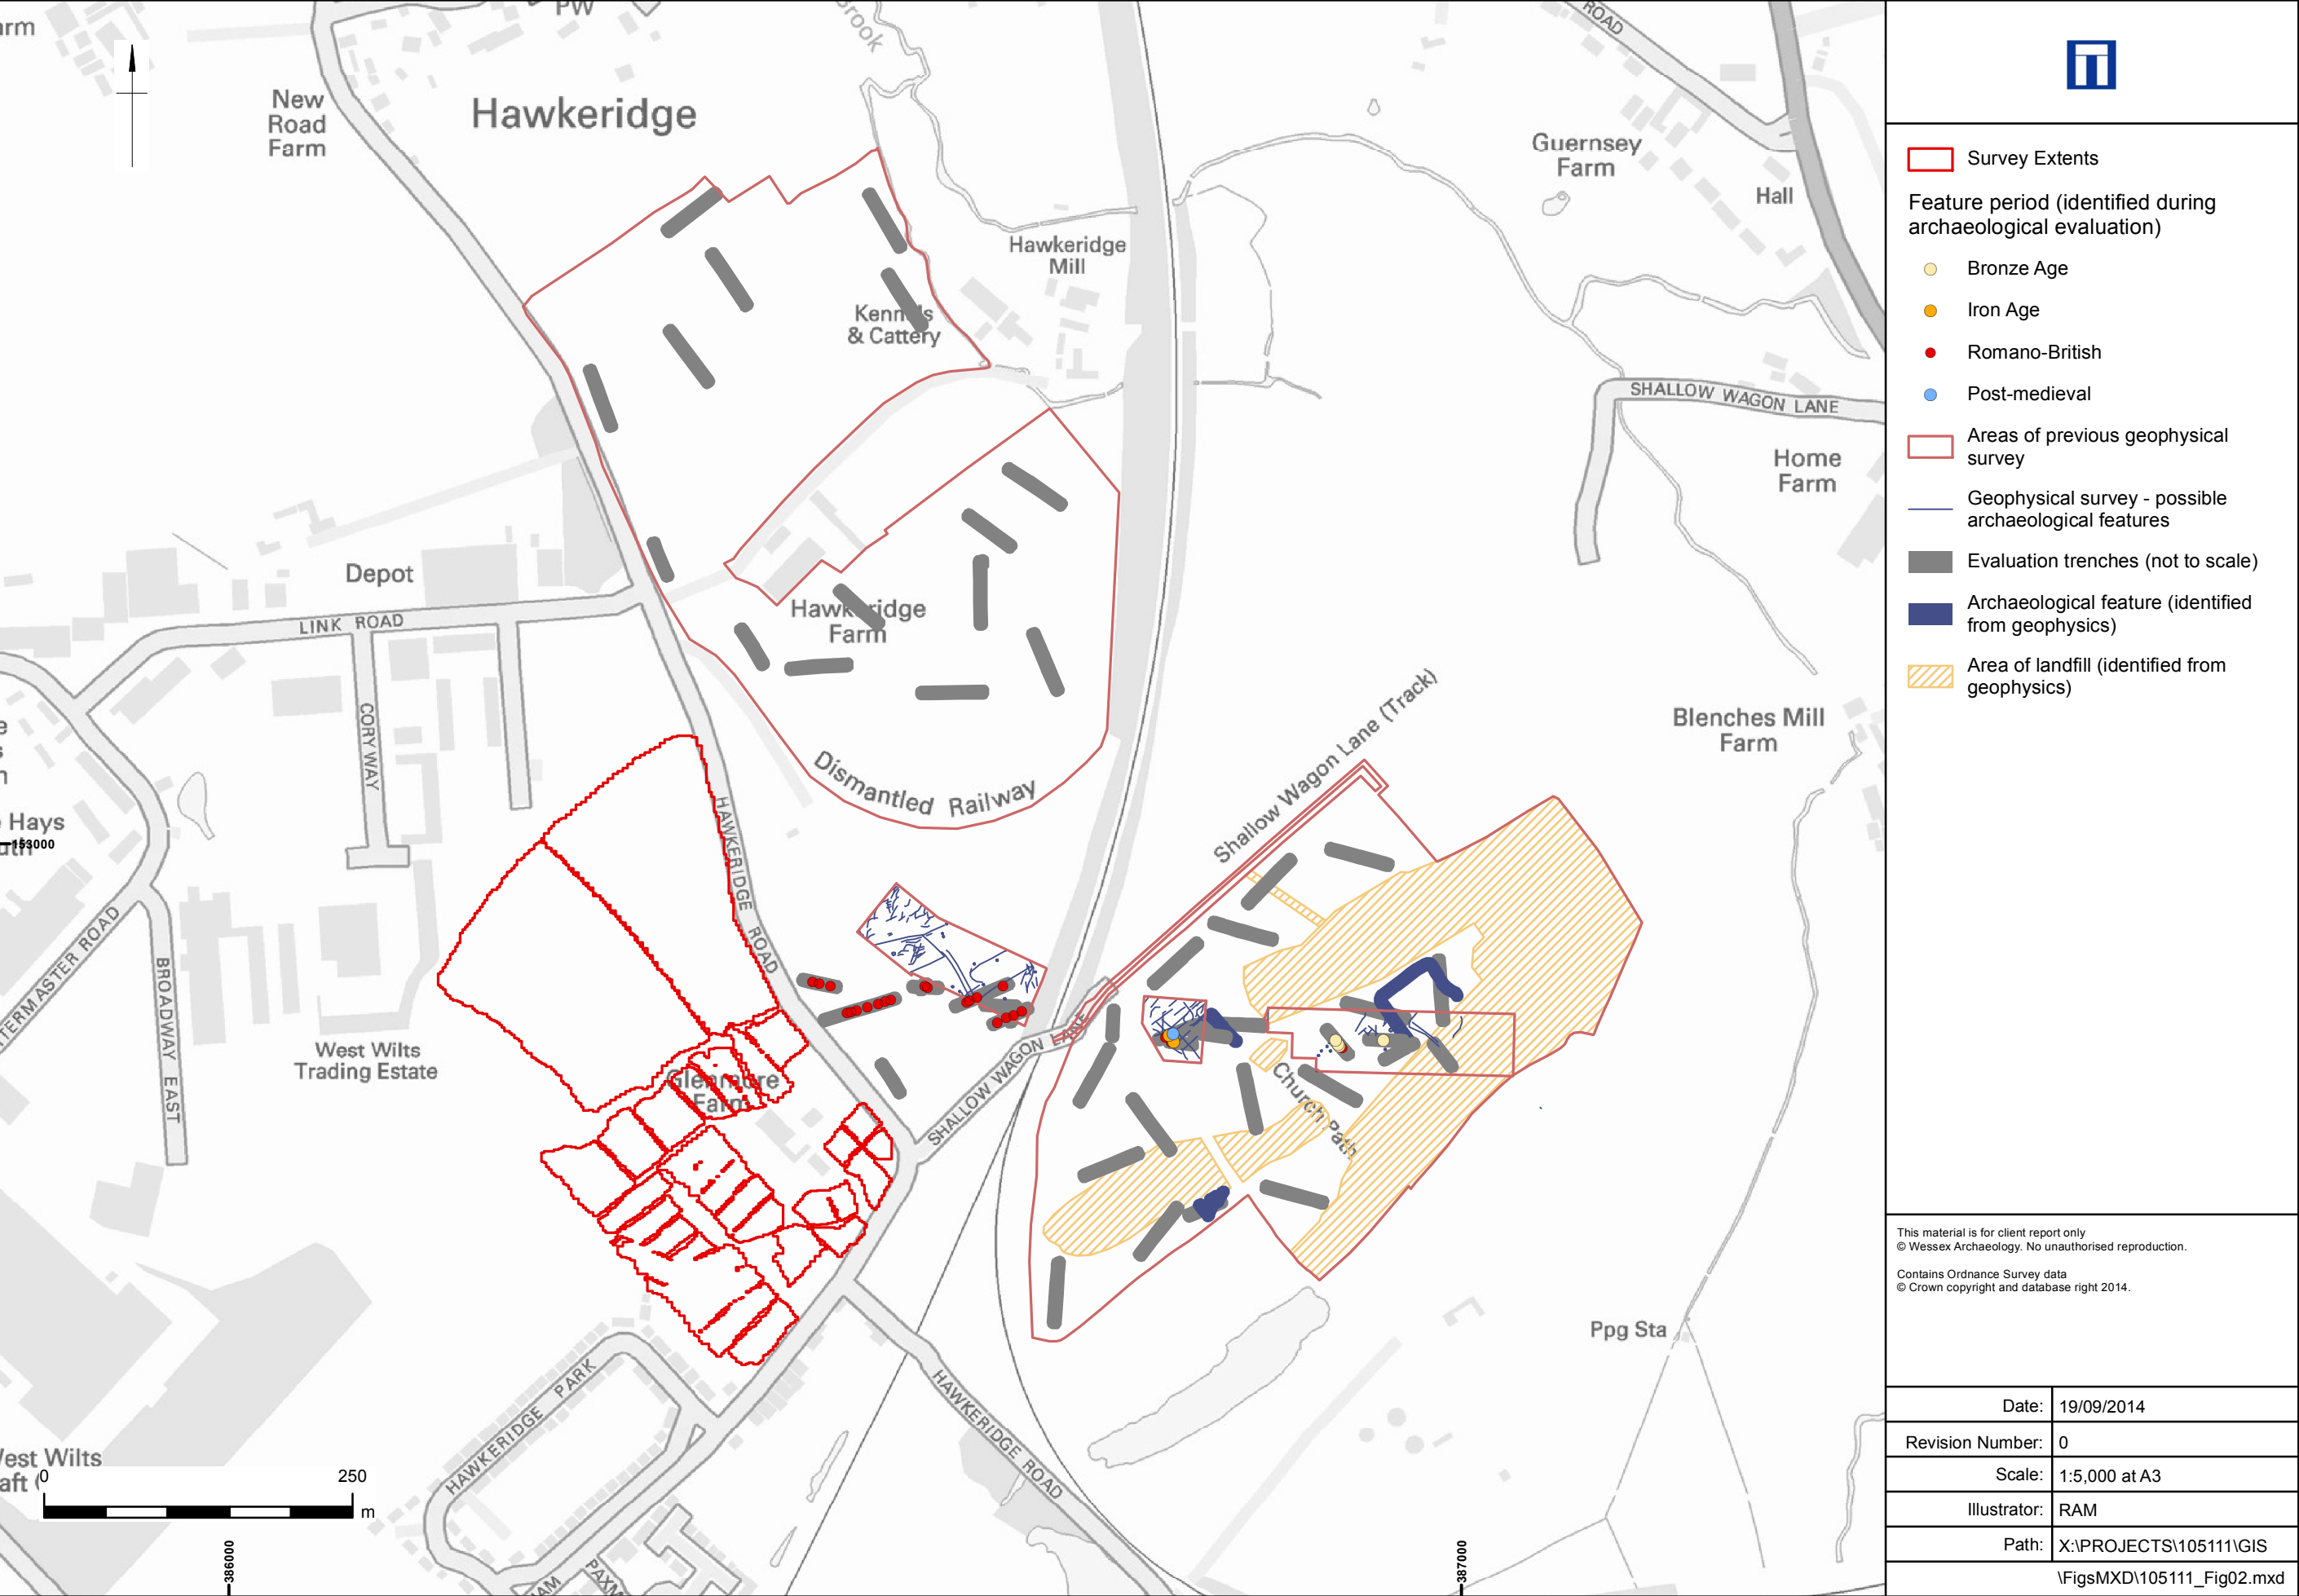 PW
Brook
ROAD
New
Road
Farm
Hawkeridge
Guernsey
Farm
Hall
Hawkeridge
Mill
Kennels
& Cattery
SHALLOW WAGON LANE
Home
Farm
Depot
LINK ROAD
Hawkeridge
Farm
CORY WAY
Dismantled Railway
Shallow Wagon Lane (Track)
Blenches Mill
Farm
Hays
153000
HAWKERIDGE ROAD
BROADWAY EAST
West Wilts
Trading Estate
Glenmore
Farm
SHALLOW WAGON LANE
Church Path
HAWKERIDGE PARK
HAWKERIDGE ROAD
Ppg Sta
0 250
m
386000
387000
Survey Extents
Feature period (identified during
archaeological evaluation)
Bronze Age
Iron Age
Romano-British
Post-medieval
Areas of previous geophysical
survey
Geophysical survey - possible
archaeological features
Evaluation trenches (not to scale)
Archaeological feature (identified
from geophysics)
Area of landfill (identified from
geophysics)
This material is for client report only
© Wessex Archaeology. No unauthorised reproduction.
Contains Ordnance Survey data
© Crown copyright and database right 2014.
Date: 19/09/2014
Revision Number: 0
Scale: 1:5,000 at A3
Illustrator: RAM
Path: X:\PROJECTS\105111\GIS
\FigsMXD\105111_Fig02.mxd